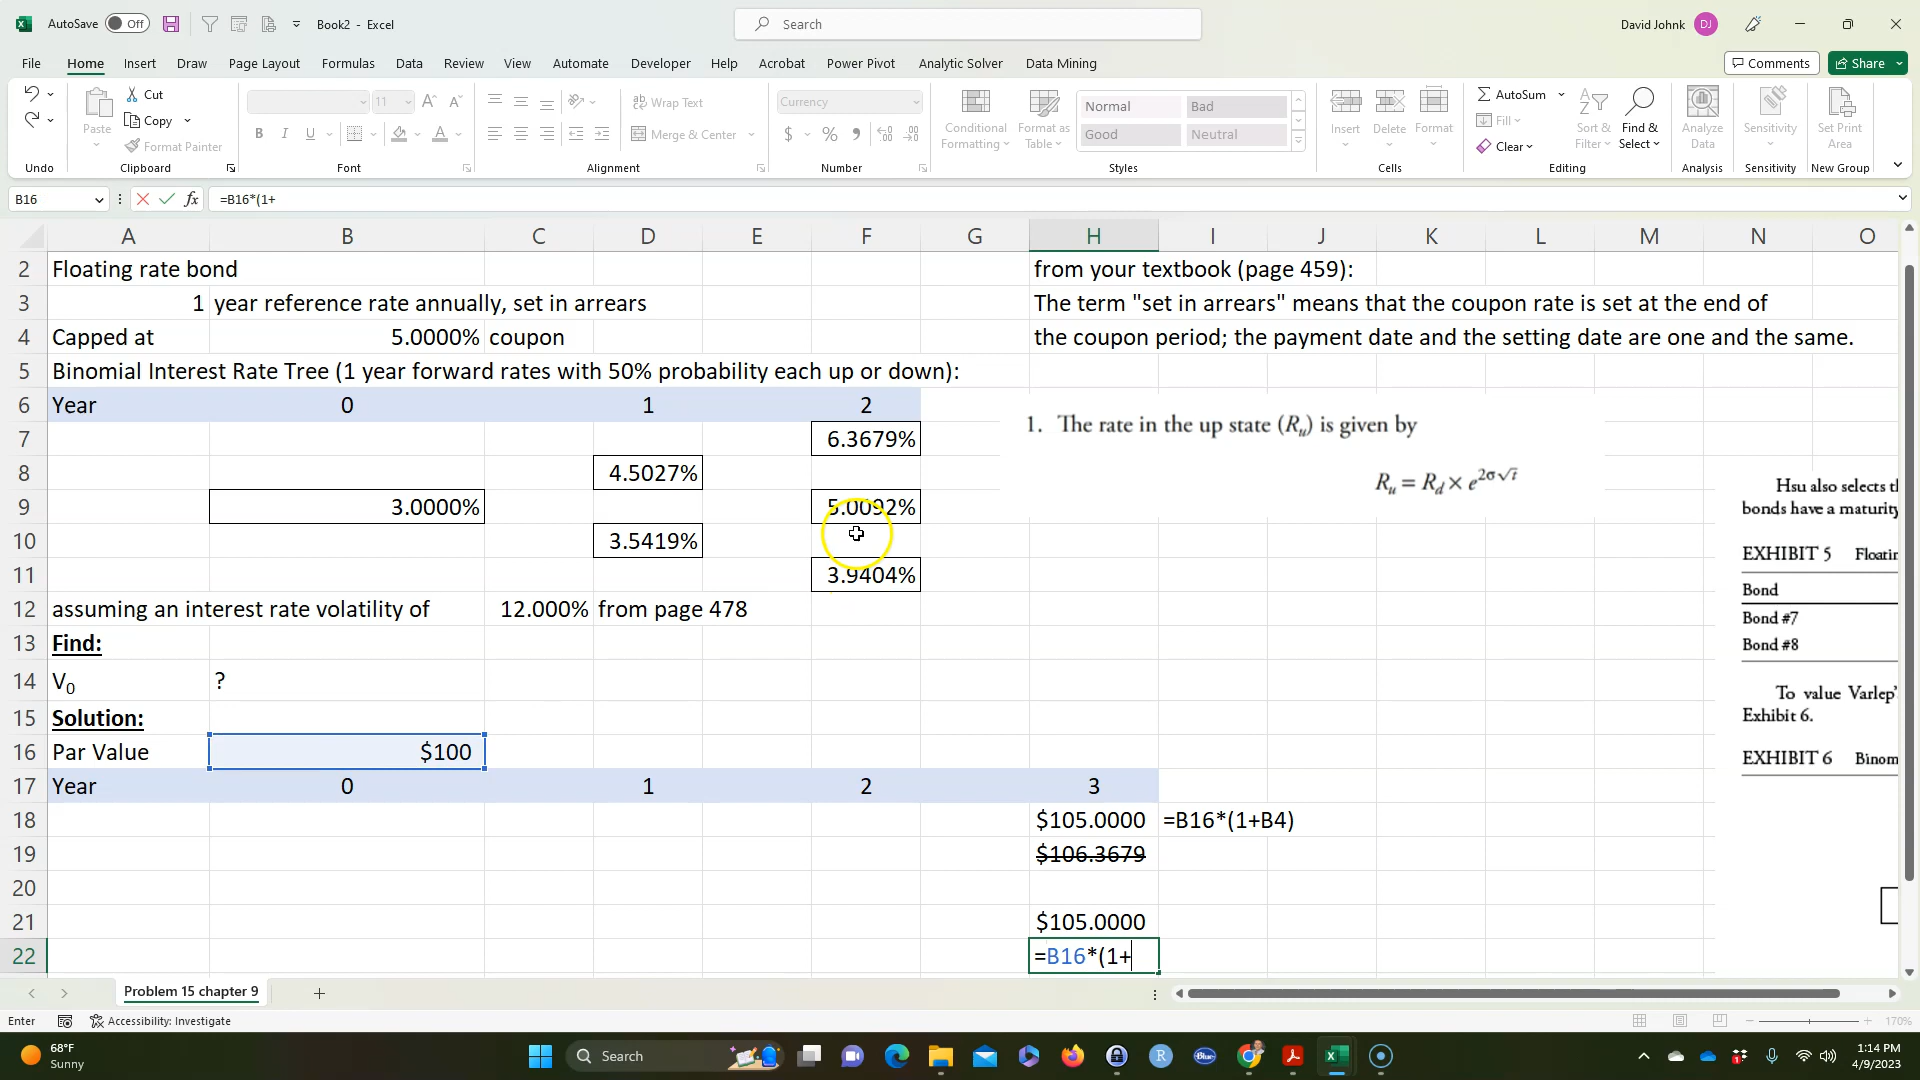 AutoSave Off Book2 - Excel Search David Johnk DJ
File Home Insert Draw Page Layout Formulas Data Review View Automate Developer Help Acrobat Power Pivot Analytic Solver Data Mining Comments Share
Cut
Copy
Format Painter
Paste
11
Wrap Text
Merge & Center
Currency
Conditional Formatting
Format as Table
Normal Bad
Good Neutral
Insert Delete Format
AutoSum
Fill
Clear
Sort & Filter
Find & Select
Analyze Data
Sensitivity
Set Print Area
Undo Clipboard Font Alignment Number Styles Cells Editing Analysis Sensitivity New Group
B16 fx =B16*(1+
A B C D E F G H I J K L M N O
2 Floating rate bond from your textbook (page 459):
3 1 year reference rate annually, set in arrears The term "set in arrears" means that the coupon rate is set at the end of
4 Capped at 5.0000% coupon the coupon period; the payment date and the setting date are one and the same.
5 Binomial Interest Rate Tree (1 year forward rates with 50% probability each up or down):
6 Year 0 1 2
7 6.3679%
8 4.5027%
9 3.0000% 5.0092%
10 3.5419%
11 3.9404%
12 assuming an interest rate volatility of 12.000% from page 478
13 Find:
14 V0 ?
15 Solution:
16 Par Value $100
17 Year 0 1 2 3
18 $105.0000 =B16*(1+B4)
19 $106.3679
20
21 $105.0000
22 =B16*(1+
1. The rate in the up state (Ru) is given by
Ru = Rd × e^2σ√t
Hsu also selects
bonds have a maturity
EXHIBIT 5
Bond
Bond #7
Bond #8
To value Varlep's
Exhibit 6.
EXHIBIT 6
Problem 15 chapter 9
Enter Accessibility: Investigate 170%
68°F
Sunny
Search
1:14 PM
4/9/2023